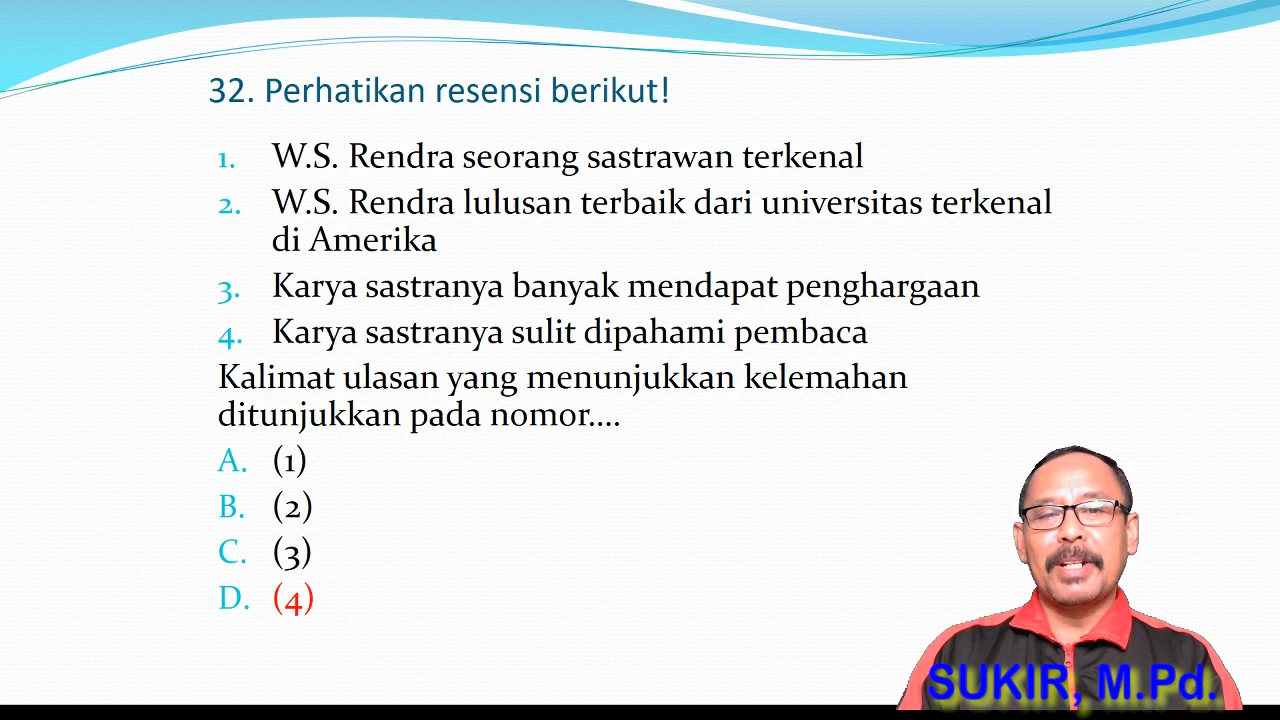 32. Perhatikan resensi berikut!
1. W.S. Rendra seorang sastrawan terkenal
2. W.S. Rendra lulusan terbaik dari universitas terkenal
di Amerika
3. Karya sastranya banyak mendapat penghargaan
4. Karya sastranya sulit dipahami pembaca
Kalimat ulasan yang menunjukkan kelemahan
ditunjukkan pada nomor....
A. (1)
B. (2)
C. (3)
D. (4)
SUKIR, M.Pd.